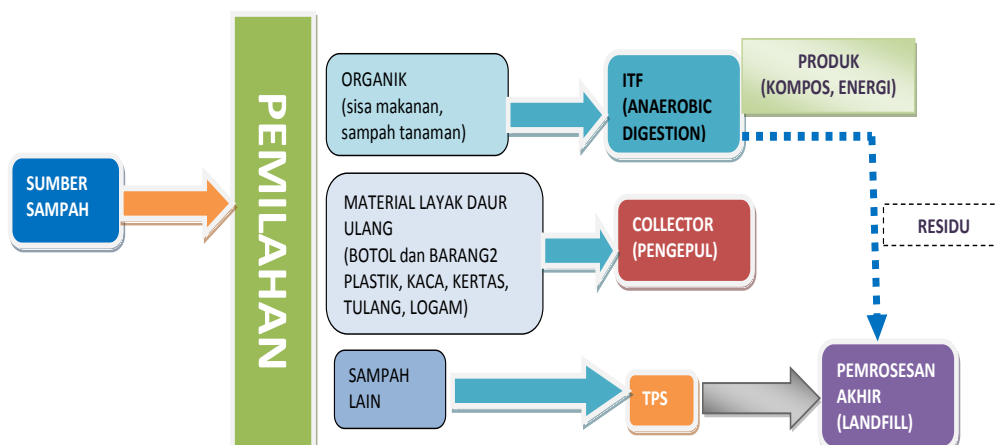 SUMBER
SAMPAH
PEMILAHAN
ORGANIK
(sisa makanan,
sampah tanaman)
ITF
(ANAEROBIC
DIGESTION)
PRODUK
(KOMPOS, ENERGI)
MATERIAL LAYAK DAUR
ULANG
(BOTOL dan BARANG2
PLASTIK, KACA, KERTAS,
TULANG, LOGAM)
COLLECTOR
(PENGEPUL)
RESIDU
SAMPAH
LAIN
TPS
PEMROSESAN
AKHIR
(LANDFILL)